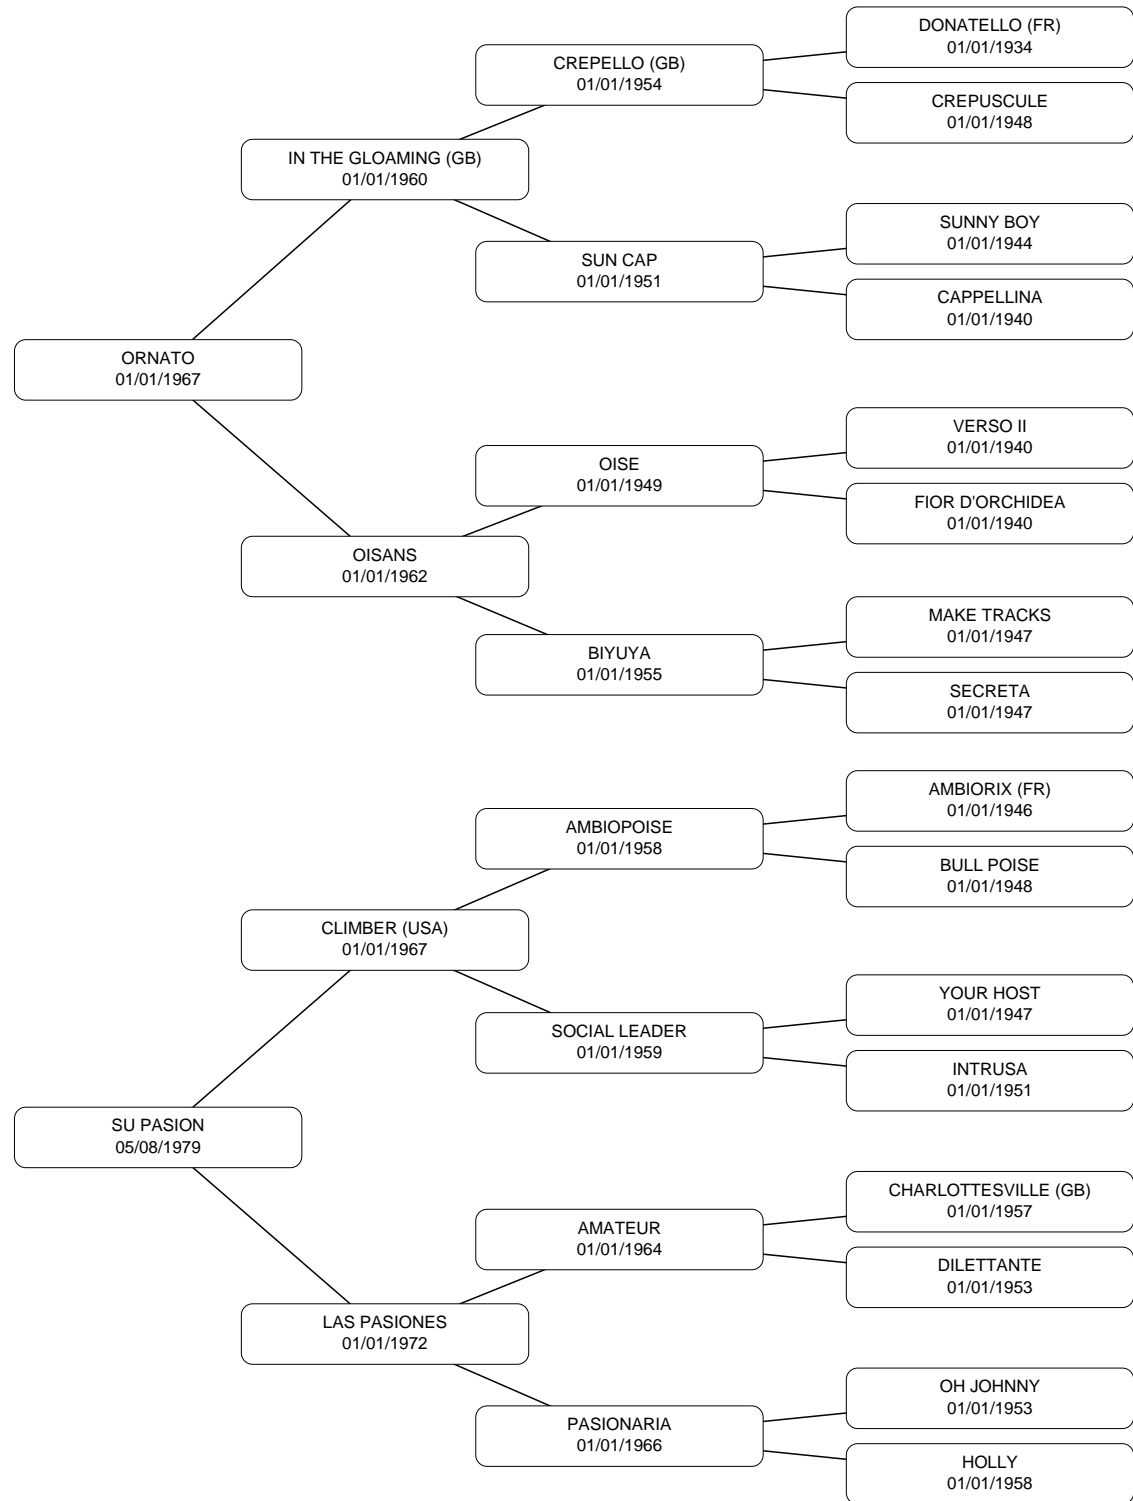 DONATELLO (FR)
01/01/1934
CREPELLO (GB)
01/01/1954
CREPUSCULE
01/01/1948
IN THE GLOAMING (GB)
01/01/1960
SUNNY BOY
01/01/1944
SUN CAP
01/01/1951
CAPPELLINA
01/01/1940
ORNATO
01/01/1967
VERSO II
01/01/1940
OISE
01/01/1949
FIOR D'ORCHIDEA
01/01/1940
OISANS
01/01/1962
MAKE TRACKS
01/01/1947
BIYUYA
01/01/1955
SECRETA
01/01/1947
AMBIORIX (FR)
01/01/1946
AMBIOPOISE
01/01/1958
BULL POISE
01/01/1948
CLIMBER (USA)
01/01/1967
YOUR HOST
01/01/1947
SOCIAL LEADER
01/01/1959
INTRUSA
01/01/1951
SU PASION
05/08/1979
CHARLOTTESVILLE (GB)
01/01/1957
AMATEUR
01/01/1964
DILETTANTE
01/01/1953
LAS PASIONES
01/01/1972
OH JOHNNY
01/01/1953
PASIONARIA
01/01/1966
HOLLY
01/01/1958